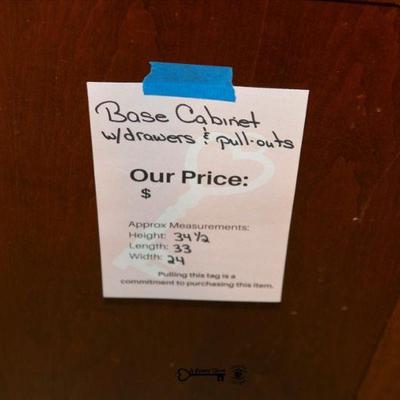 Base Cabinet
w/drawers & pull-outs
Our Price:
$
Approx Measurements:
Height: 34 1/2
Length: 33
Width: 24
Pulling this tag is a
commitment to purchasing this item.